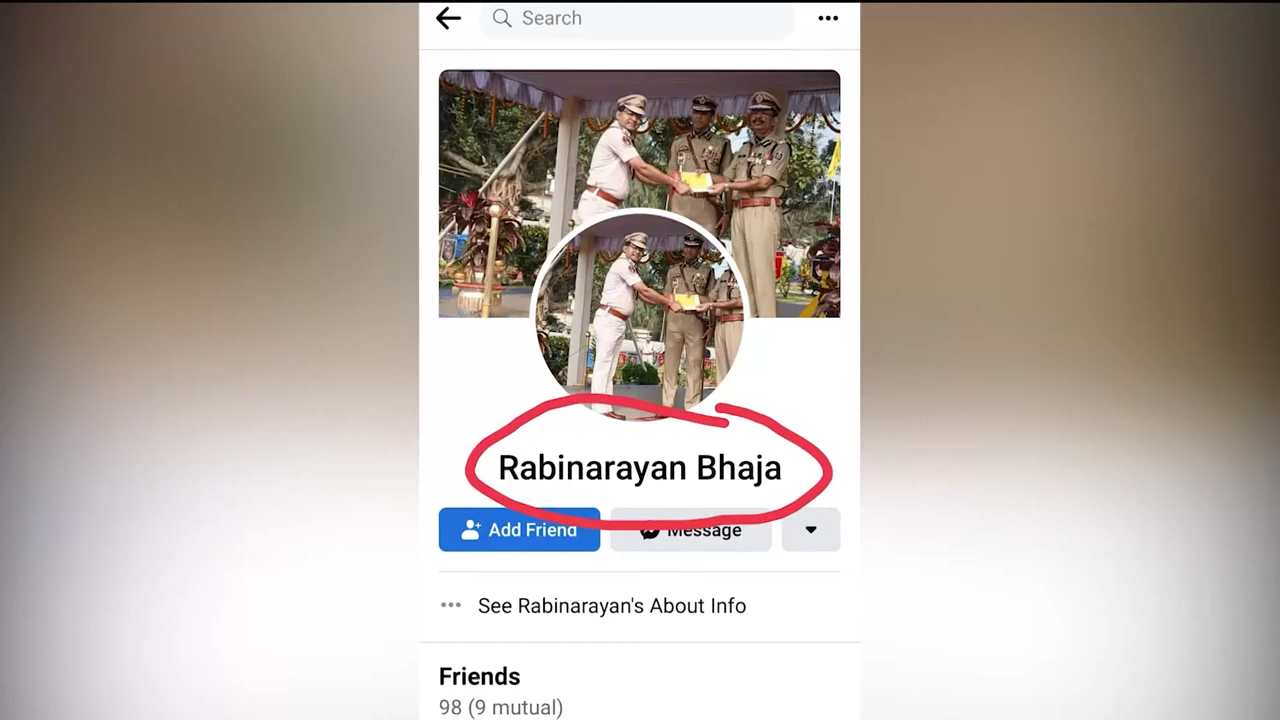 Search
Rabinarayan Bhaja
Add Friend
Message
See Rabinarayan's About Info
Friends
98 (9 mutual)